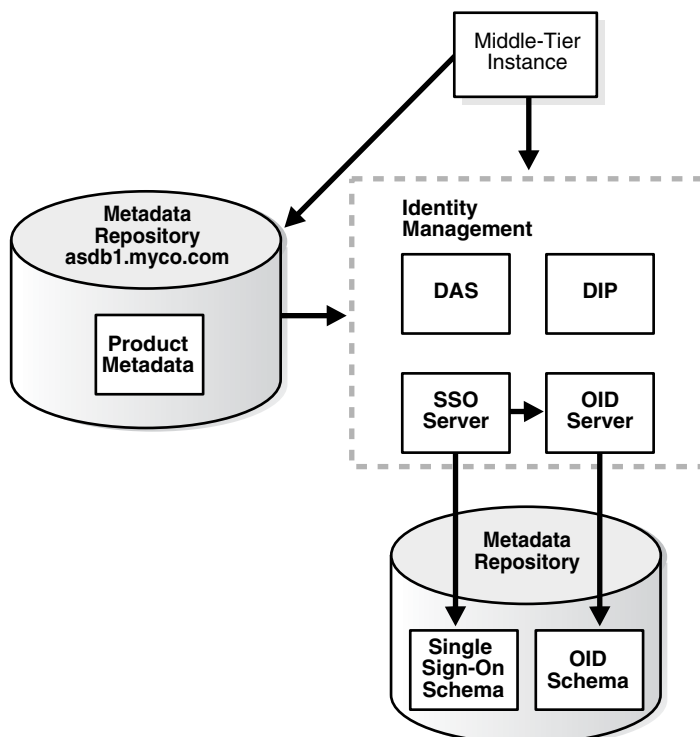 Middle-Tier
Instance
Metadata
Repository
asdb1.myco.com
Product
Metadata
Identity
Management
DAS
DIP
SSO
Server
OID
Server
Metadata
Repository
Single
Sign-On
Schema
OID
Schema